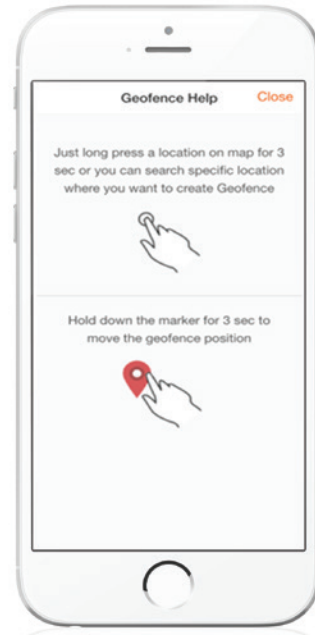 Geofence Help
Close
Just long press a location on map for 3
sec or you can search specific location
where you want to create Geofence
Hold down the marker for 3 sec to
move the geofence position